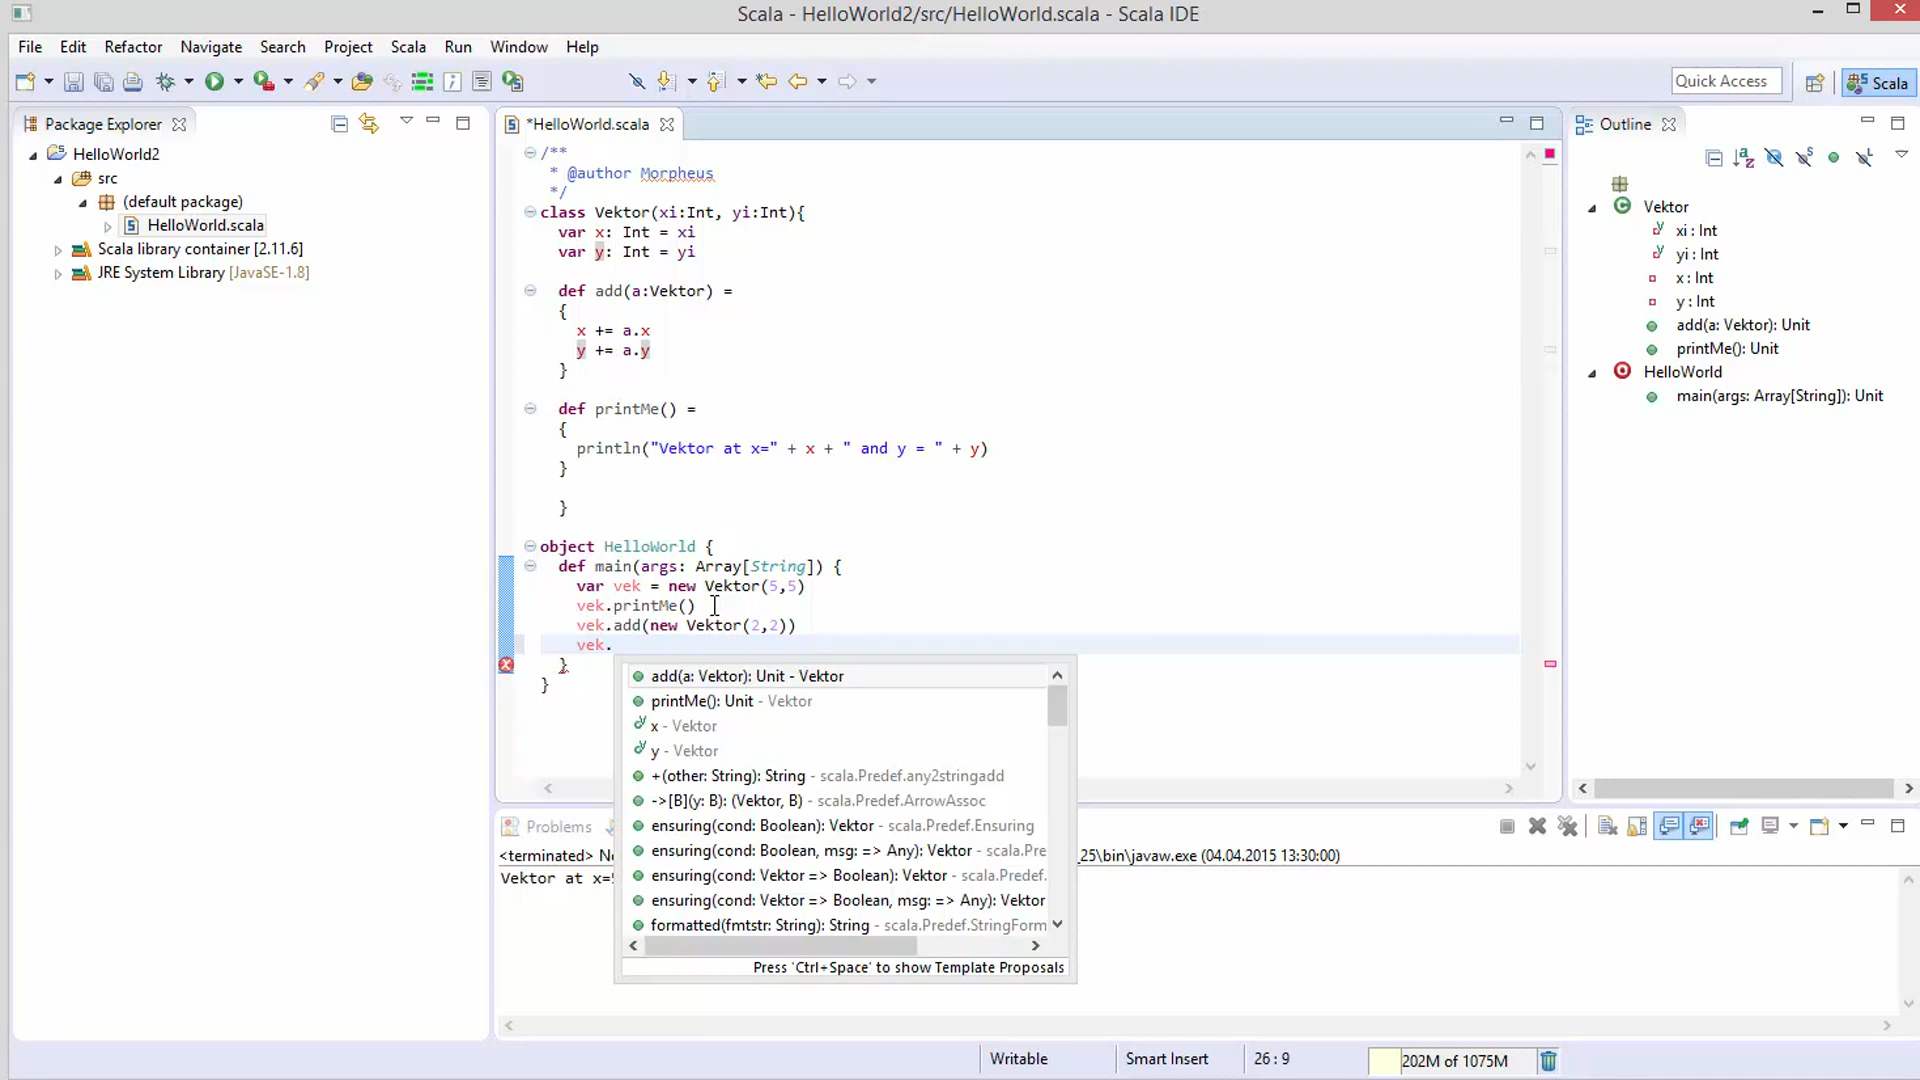 Scala - HelloWorld2/src/HelloWorld.scala - Scala IDE
File Edit Refactor Navigate Search Project Scala Run Window Help
Quick Access
Scala
Package Explorer
HelloWorld2
src
(default package)
HelloWorld.scala
Scala library container [2.11.6]
JRE System Library [JavaSE-1.8]
*HelloWorld.scala
/**
* @author Morpheus
*/
class Vektor(xi:Int, yi:Int){
var x: Int = xi
var y: Int = yi
def add(a:Vektor) =
{
x += a.x
y += a.y
}
def printMe() =
{
println("Vektor at x=" + x + " and y = " + y)
}
}
object HelloWorld {
def main(args: Array[String]) {
var vek = new Vektor(5,5)
vek.printMe()
vek.add(new Vektor(2,2))
vek.
}
}
add(a: Vektor): Unit - Vektor
printMe(): Unit - Vektor
x - Vektor
y - Vektor
+(other: String): String - scala.Predef.any2stringadd
->[B](y: B): (Vektor, B) - scala.Predef.ArrowAssoc
ensuring(cond: Boolean): Vektor - scala.Predef.Ensuring
ensuring(cond: Boolean, msg: => Any): Vektor - scala.Pre
ensuring(cond: Vektor => Boolean): Vektor - scala.Predef.
ensuring(cond: Vektor => Boolean, msg: => Any): Vektor
formatted(fmtstr: String): String - scala.Predef.StringForm
Press 'Ctrl+Space' to show Template Proposals
Outline
Vektor
xi : Int
yi : Int
x : Int
y : Int
add(a: Vektor): Unit
printMe(): Unit
HelloWorld
main(args: Array[String]): Unit
Problems
<terminated> _25\bin\javaw.exe (04.04.2015 13:30:00)
Vektor at x=
Writable
Smart Insert
26 : 9
202M of 1075M